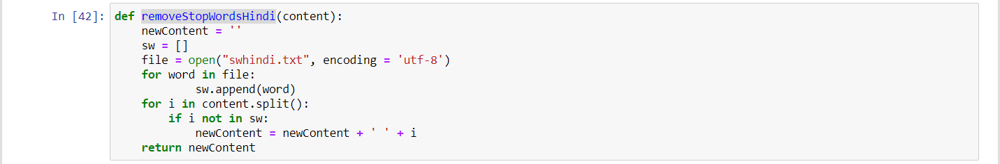 In [42]: def removeStopWordsHindi(content):
    newContent = ''
    sw = []
    file = open("swhindi.txt", encoding = 'utf-8')
    for word in file:
            sw.append(word)
    for i in content.split():
        if i not in sw:
            newContent = newContent + ' ' + i
    return newContent